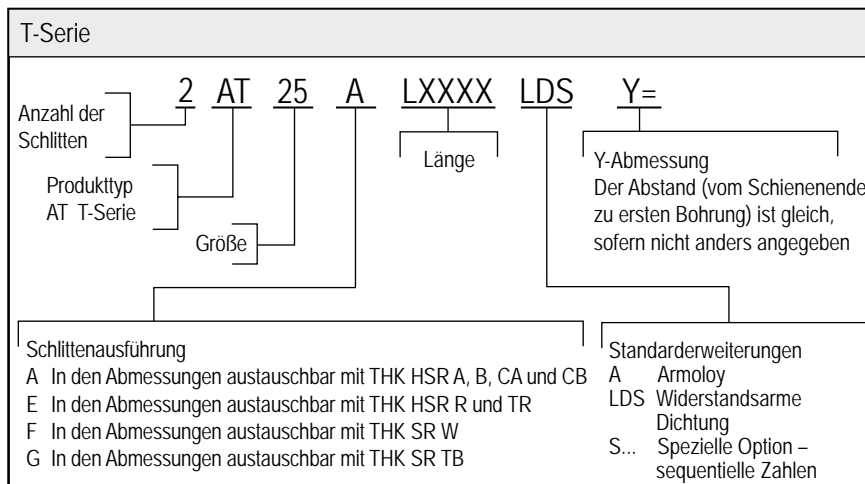 T-Serie
2 AT 25 A LXXXX LDS Y=
Anzahl der
Schlitten
Produkttyp
AT T-Serie
Größe
Länge
Y-Abmessung
Der Abstand (vom Schienenende
zu ersten Bohrung) ist gleich,
sofern nicht anders angegeben
Schlittenausführung
A In den Abmessungen austauschbar mit THK HSR A, B, CA und CB
E In den Abmessungen austauschbar mit THK HSR R und TR
F In den Abmessungen austauschbar mit THK SR W
G In den Abmessungen austauschbar mit THK SR TB
Standarderweiterungen
A Armoloy
LDS Widerstandsarme
Dichtung
S... Spezielle Option –
sequentielle Zahlen